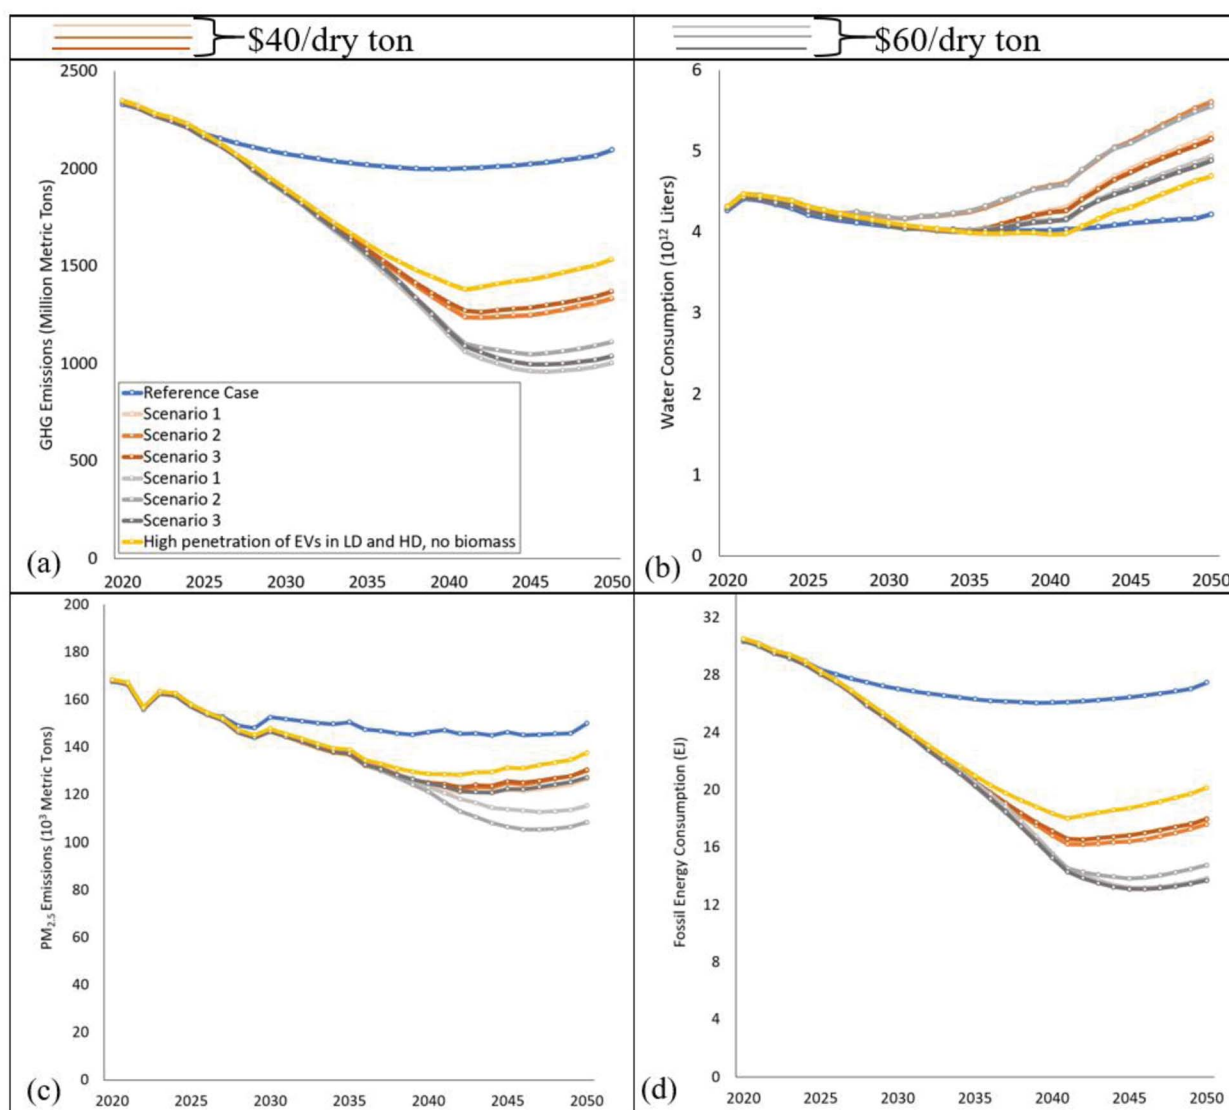 $40/dry ton
$60/dry ton
GHG Emissions (Million Metric Tons)
2500
2000
1500
1000
500
0
Reference Case
Scenario 1
Scenario 2
Scenario 3
Scenario 1
Scenario 2
Scenario 3
High penetration of EVs in LD and HD, no biomass
(a)
2020 2025 2030 2035 2040 2045 2050
Water Consumption (10¹² Liters)
6
5
4
3
2
1
0
(b)
2020 2025 2030 2035 2040 2045 2050
PM₂.₅ Emissions (10³ Metric Tons)
200
180
160
140
120
100
80
60
40
20
0
(c)
2020 2025 2030 2035 2040 2045 2050
Fossil Energy Consumption (EJ)
32
28
24
20
16
12
8
4
0
(d)
2020 2025 2030 2035 2040 2045 2050